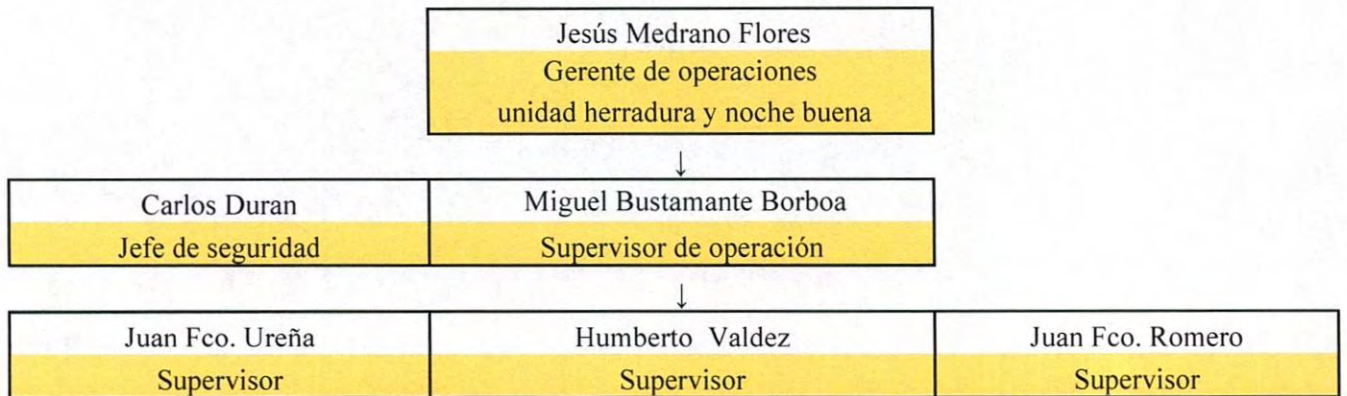 Jesús Medrano Flores
Gerente de operaciones
unidad herradura y noche buena
↓
Carlos Duran
Miguel Bustamante Borboa
Jefe de seguridad
Supervisor de operación
↓
Juan Fco. Ureña
Humberto Valdez
Juan Fco. Romero
Supervisor
Supervisor
Supervisor